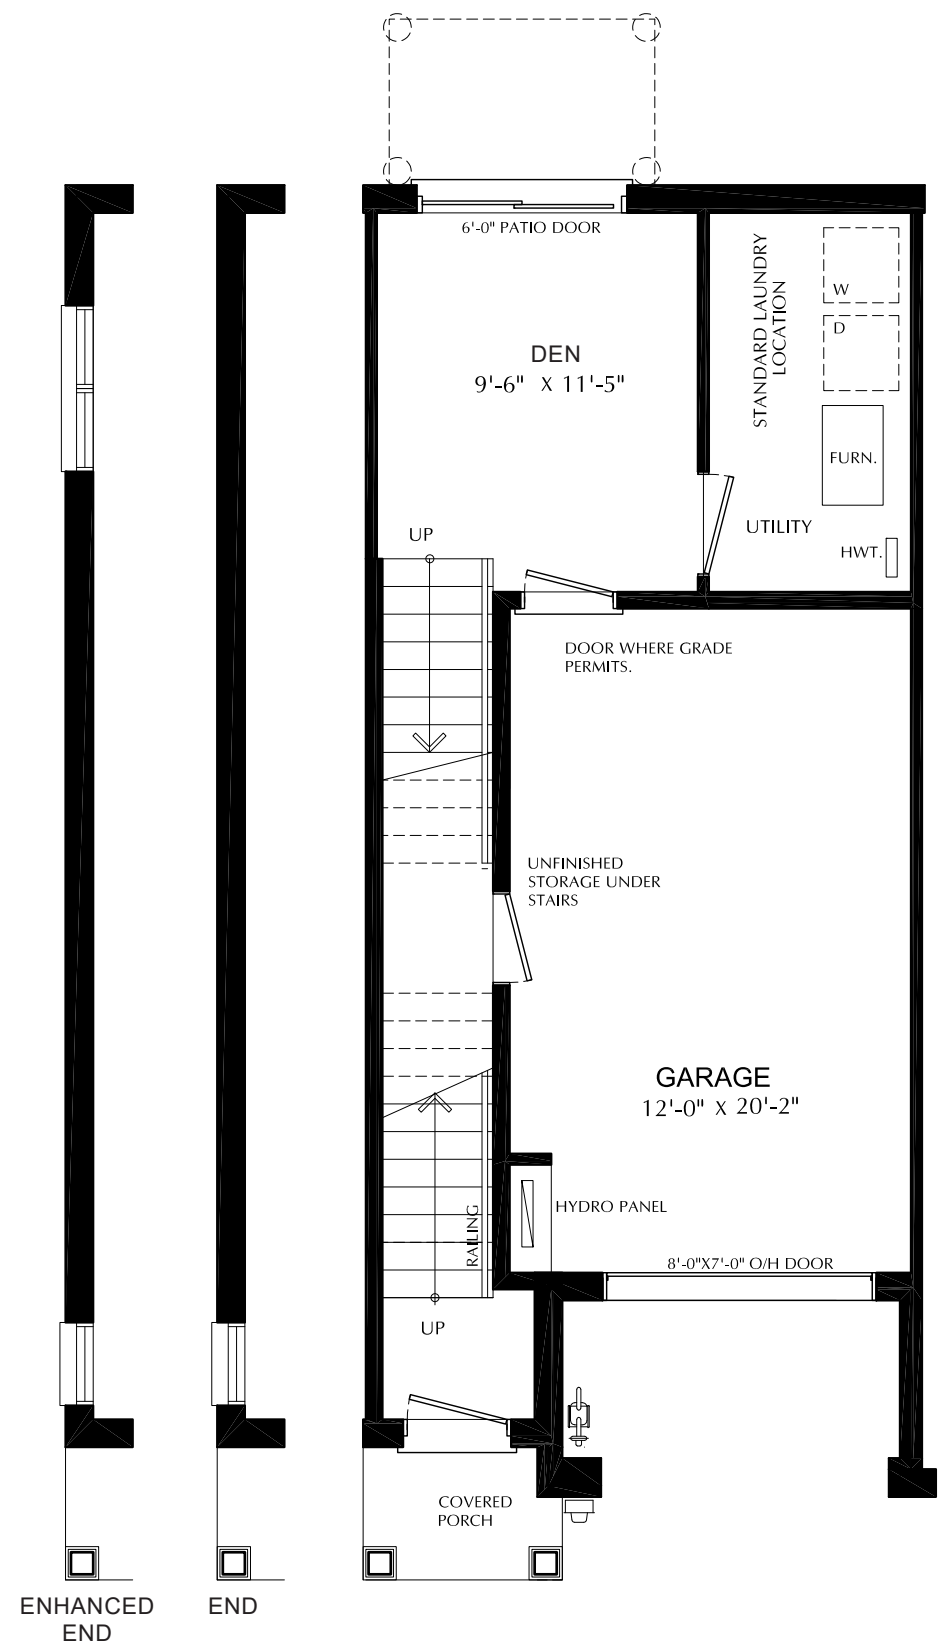 6'-0" PATIO DOOR
STANDARD LAUNDRY
LOCATION
W
D
DEN
9'-6" X 11'-5"
FURN.
UP
UTILITY
HWT.
DOOR WHERE GRADE
PERMITS.
UNFINISHED
STORAGE UNDER
STAIRS
GARAGE
12'-0" X 20'-2"
RAILING
HYDRO PANEL
8'-0"X7'-0" O/H DOOR
UP
COVERED
PORCH
ENHANCED
END
END